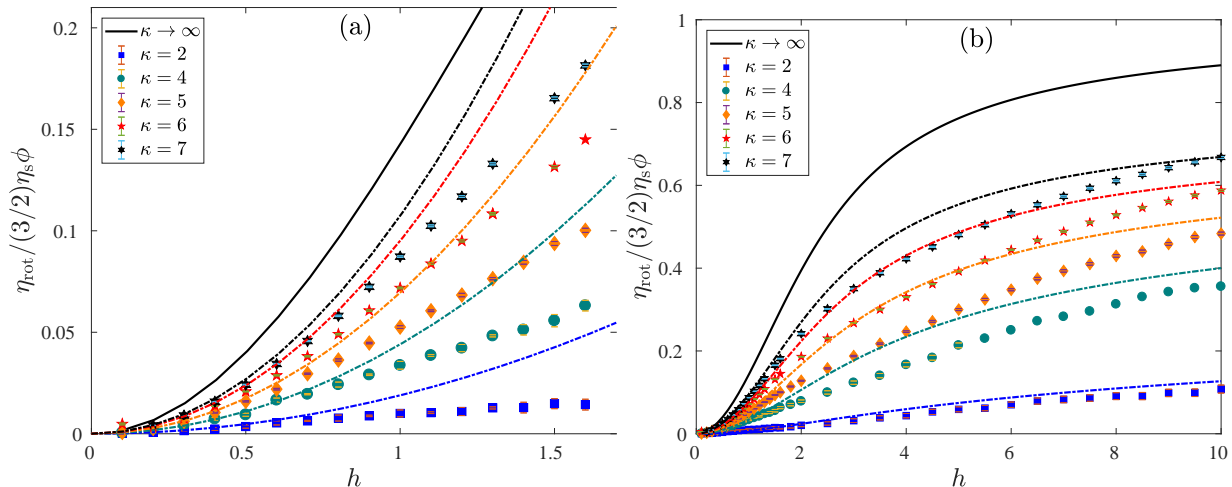 (a)
κ → ∞
κ = 2
κ = 4
κ = 5
κ = 6
κ = 7
0.2
0.15
0.1
0.05
0
0 0.5 1 1.5
h
η_rot/(3/2)η_sϕ
(b)
κ → ∞
κ = 2
κ = 4
κ = 5
κ = 6
κ = 7
1
0.8
0.6
0.4
0.2
0
0 2 4 6 8 10
h
η_rot/(3/2)η_sϕ